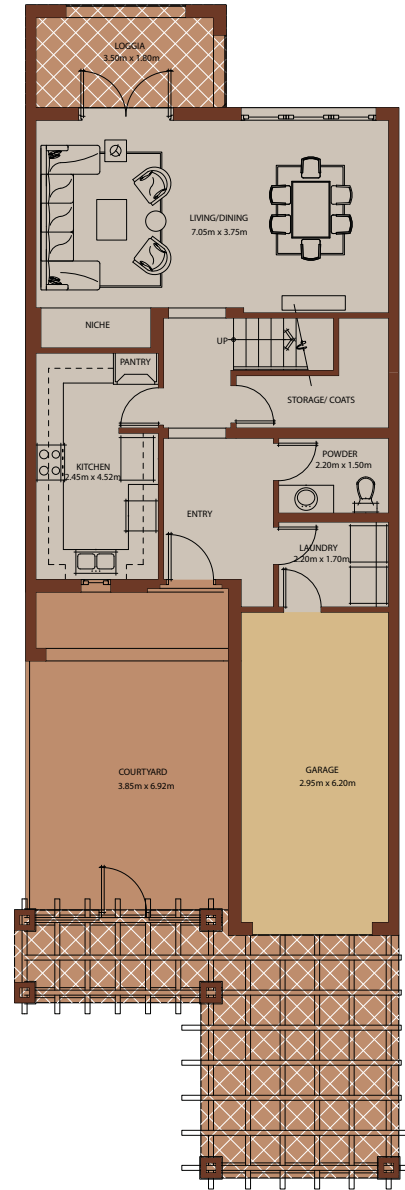 LOGGIA
3.50m x 1.80m
LIVING/DINING
7.05m x 3.75m
NICHE
UP
PANTRY
STORAGE/ COATS
POWDER
2.20m x 1.50m
KITCHEN
2.45m x 4.52m
ENTRY
LAUNDRY
2.20m x 1.70m
COURTYARD
3.85m x 6.92m
GARAGE
2.95m x 6.20m